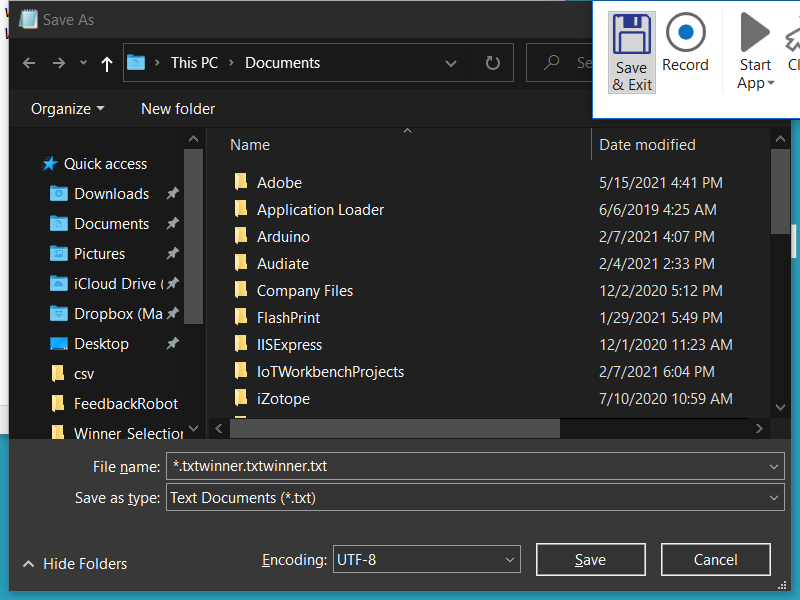 Save As
This PC > Documents
Save & Exit
Record
Start App
Organize
New folder
Name
Date modified
Quick access
Downloads
Documents
Pictures
iCloud Drive (
Dropbox (Ma
Desktop
csv
FeedbackRobot
Winner Selection
Adobe 5/15/2021 4:41 PM
Application Loader 6/6/2019 4:25 AM
Arduino 2/7/2021 4:07 PM
Audiate 2/4/2021 2:33 PM
Company Files 12/2/2020 5:12 PM
FlashPrint 1/29/2021 5:49 PM
IISExpress 12/1/2020 11:23 AM
IoTWorkbenchProjects 2/7/2021 6:04 PM
iZotope 7/10/2020 10:59 AM
File name: *.txtwinner.txtwinner.txt
Save as type: Text Documents (*.txt)
Hide Folders
Encoding: UTF-8
Save
Cancel